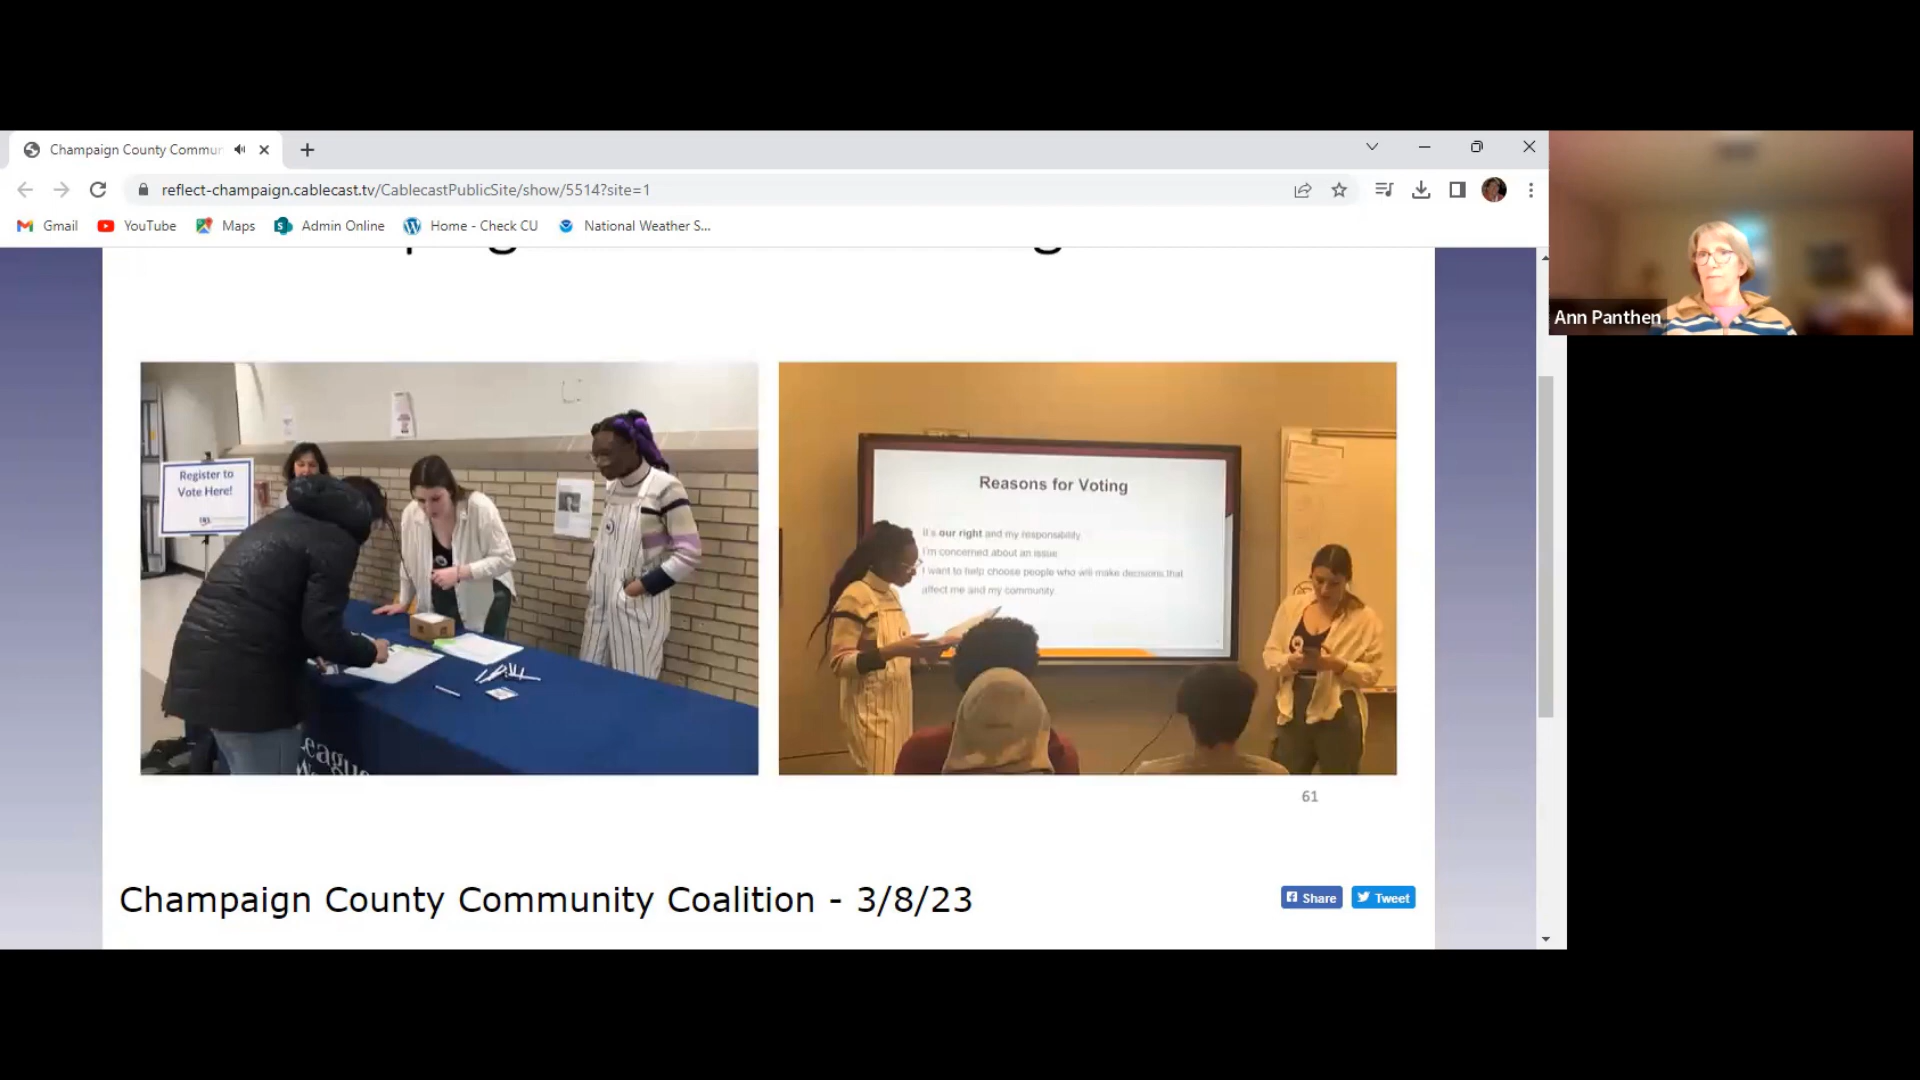 Champaign County Commu
reflect-champaign.cablecast.tv/CablecastPublicSite/show/5514?site=1
Gmail
YouTube
Maps
Admin Online
Home - Check CU
National Weather S...
Ann Panthen
Register to
Vote Here!
eague
Reasons for Voting
It's our right and my responsibility
I'm concerned about an issue
I want to help choose people who will make decisions that
affect me and my community.
61
Champaign County Community Coalition - 3/8/23
Share
Tweet